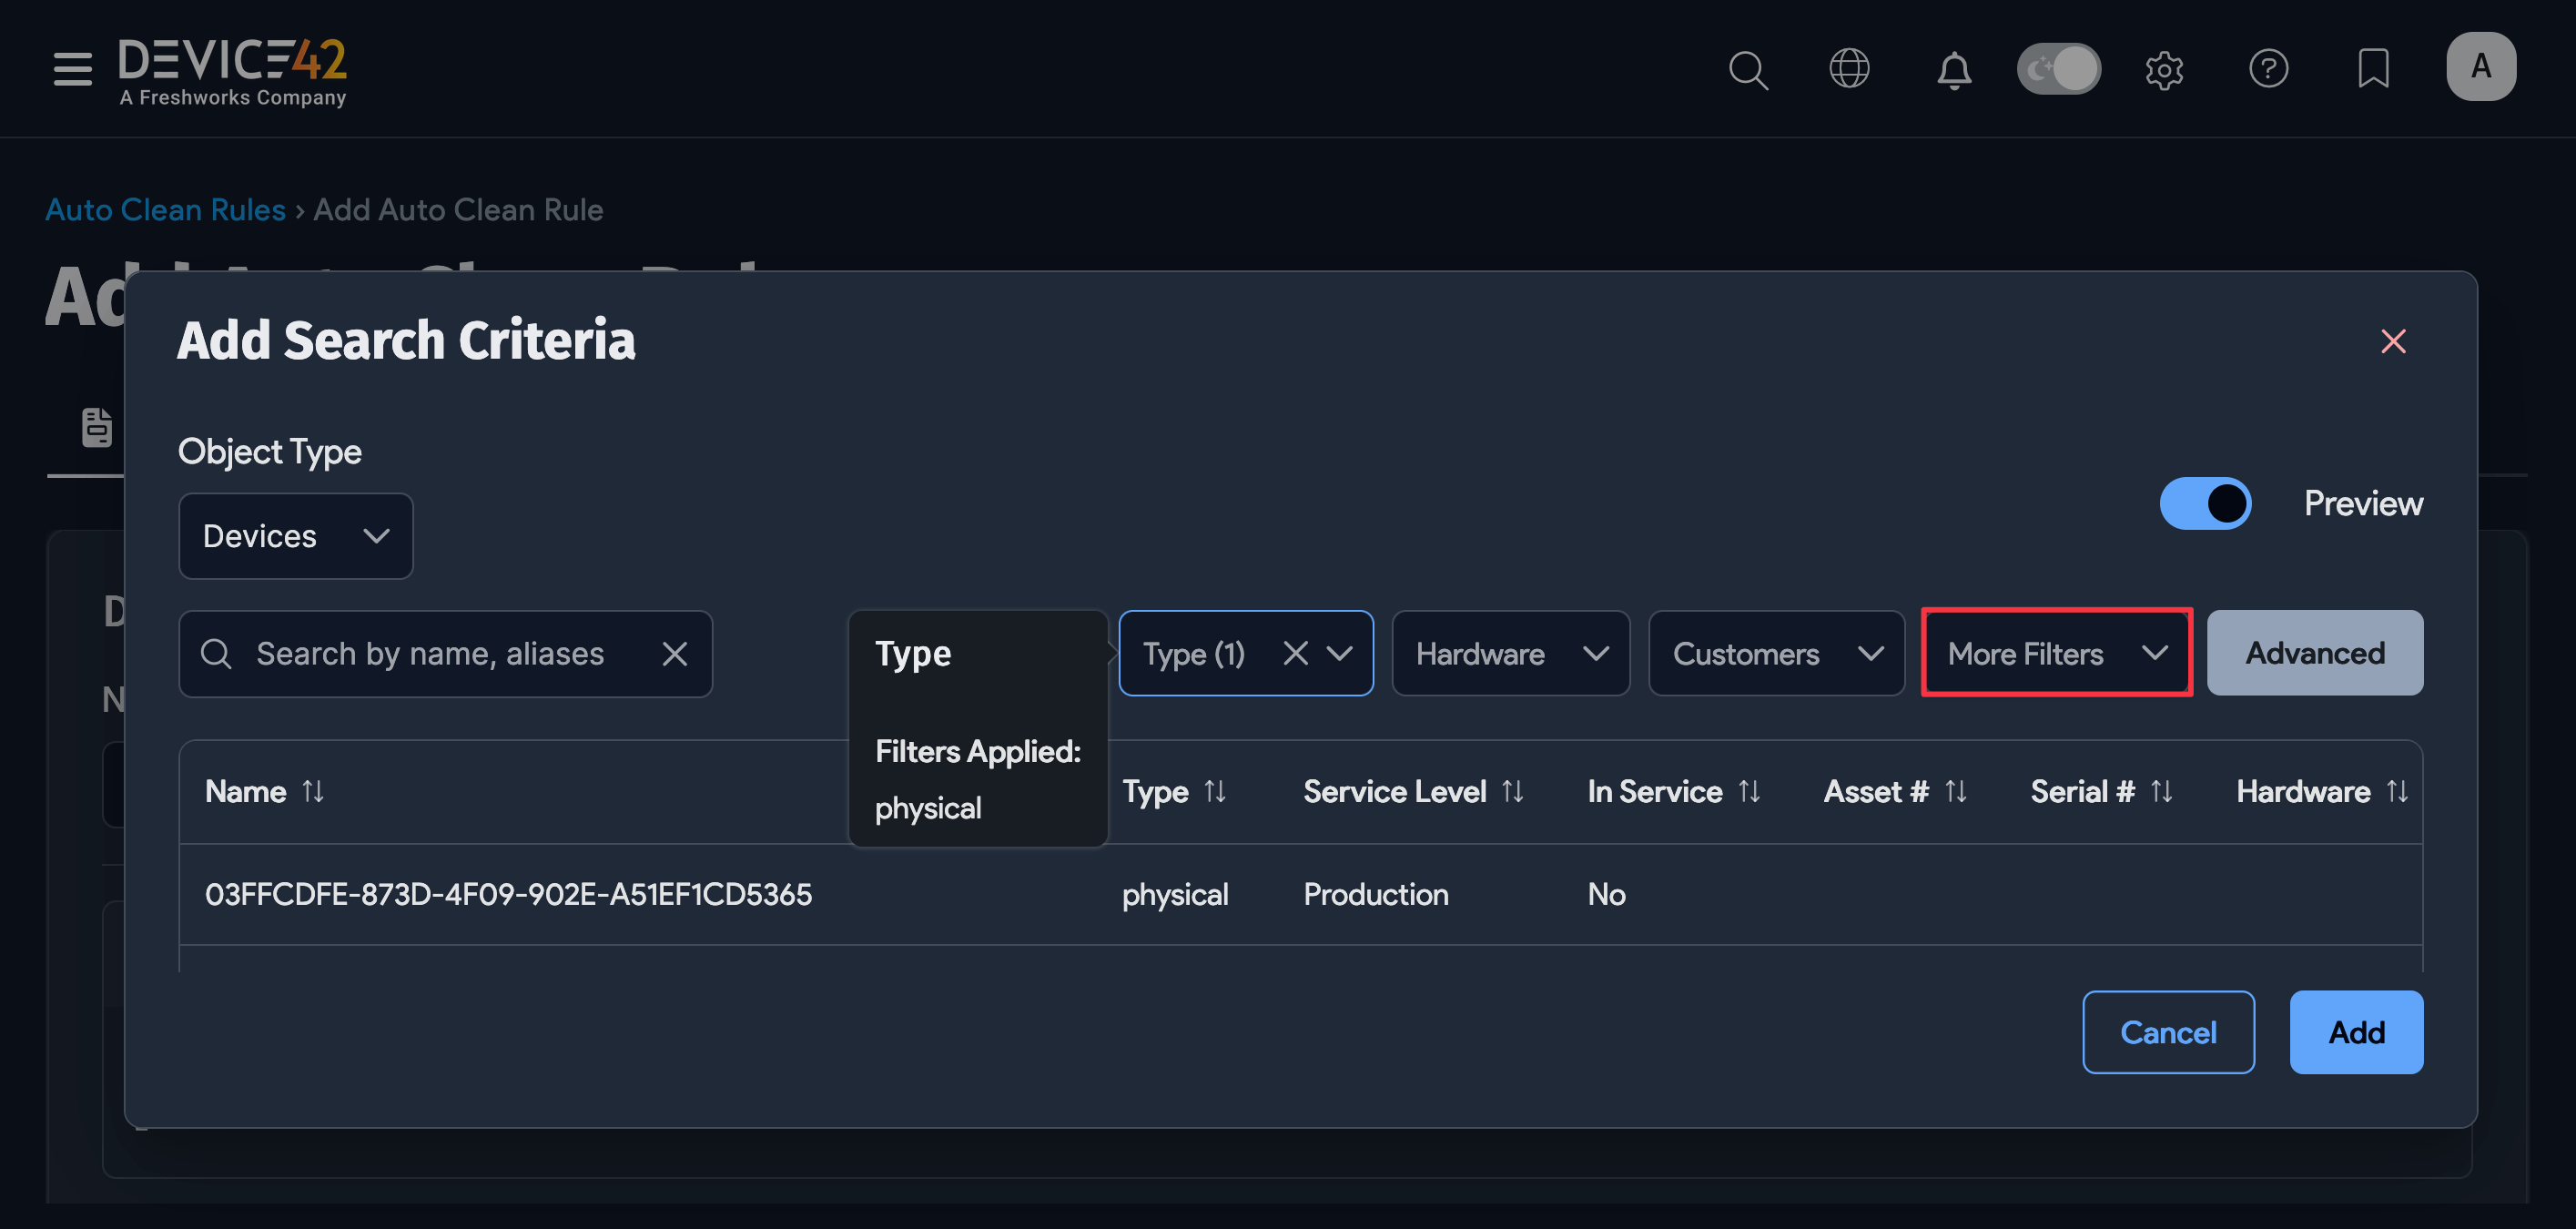 DEVICE42
A Freshworks Company
A
Auto Clean Rules › Add Auto Clean Rule
Add Search Criteria
Object Type
Devices
Preview
Search by name, aliases
Type
Type (1)
Hardware
Customers
More Filters
Advanced
Filters Applied:
physical
Name
Type
Service Level
In Service
Asset #
Serial #
Hardware
03FFCDFE-873D-4F09-902E-A51EF1CD5365
physical
Production
No
Cancel
Add